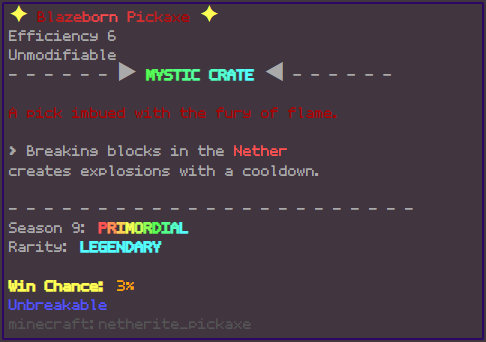 ✦ Blazeborn Pickaxe ✦
Efficiency 6
Unmodifiable
- - - - - - ▶ MYSTIC CRATE ◀ - - - - - -
A pick imbued with the fury of flame.
> Breaking blocks in the Nether
creates explosions with a cooldown.
- - - - - - - - - - - - - - - - - - - - - - - -
Season 9: PRIMORDIAL
Rarity: LEGENDARY
Win Chance: 3%
Unbreakable
minecraft:netherite_pickaxe